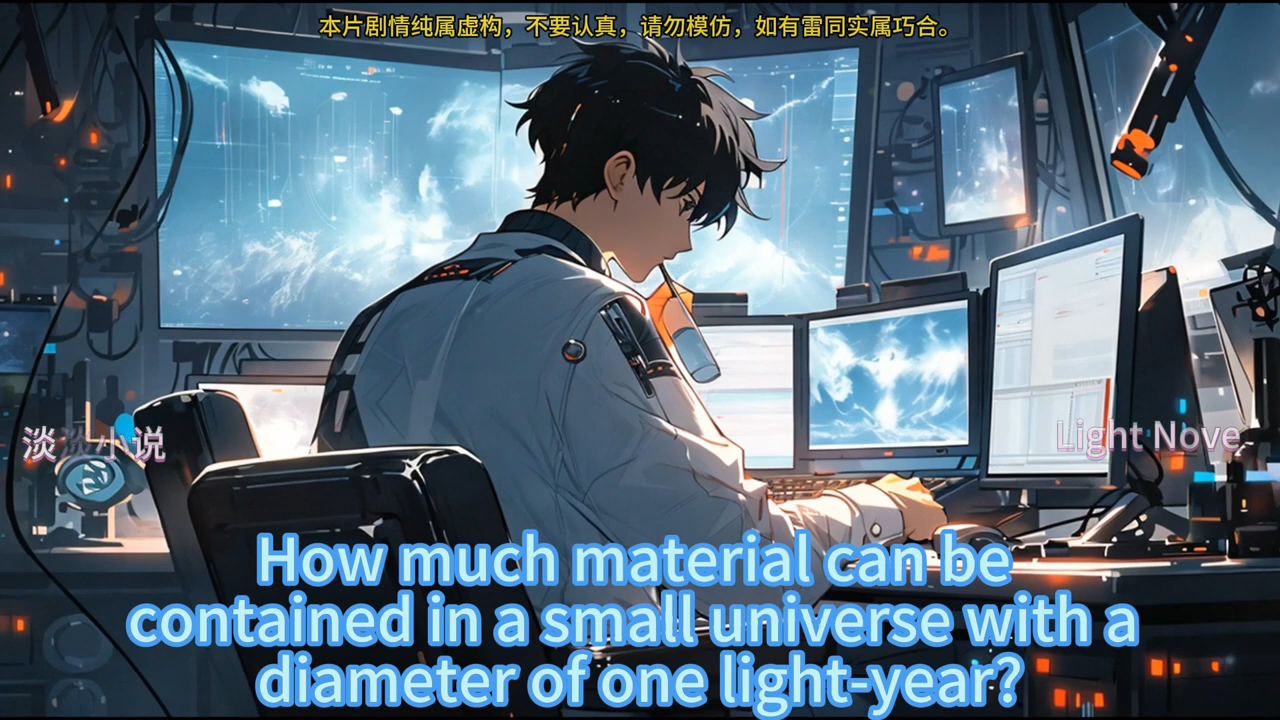 本片剧情纯属虚构，不要认真，请勿模仿，如有雷同实属巧合。
淡淡小说
Light Nove
How much material can be
contained in a small universe with a
diameter of one light-year?